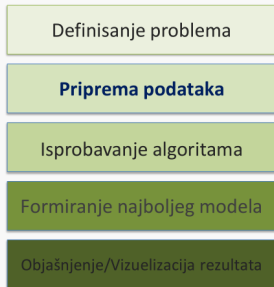 Definisanje problema
Priprema podataka
Isprobavanje algoritama
Formiranje najboljeg modela
Objašnjenje/Vizuelizacija rezultata